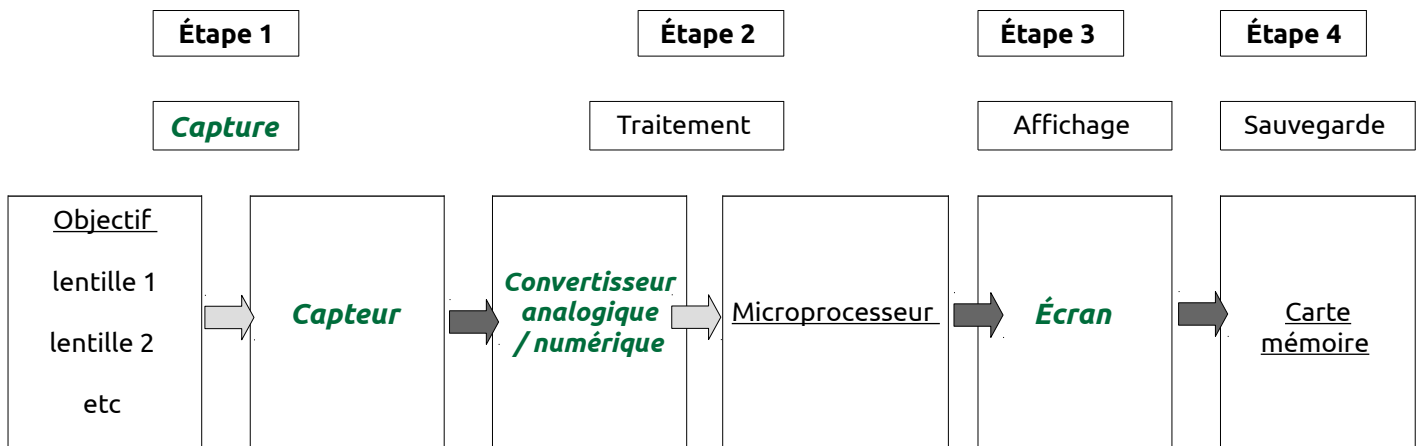 Étape 1
Étape 2
Étape 3
Étape 4
Capture
Traitement
Affichage
Sauvegarde
Objectif
lentille 1
lentille 2
etc
Capteur
Convertisseur
analogique
/ numérique
Microprocesseur
Écran
Carte
mémoire